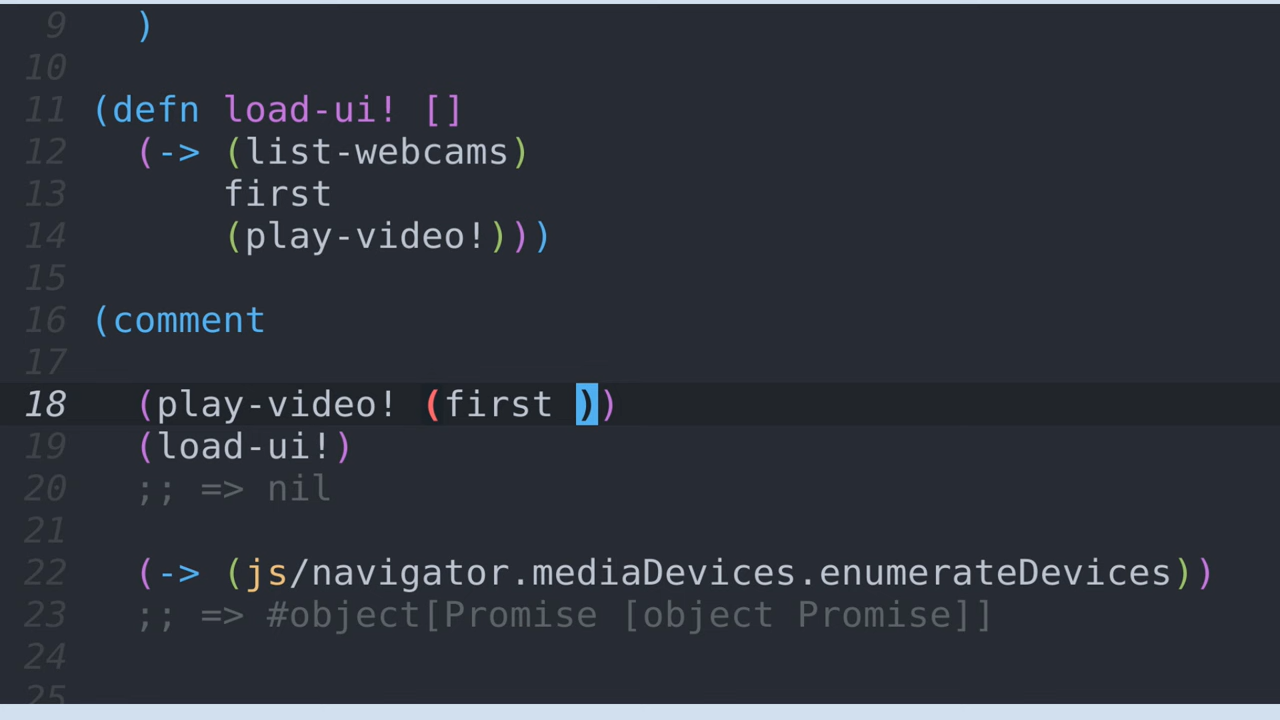 9 )
10
11 (defn load-ui! []
12 (-> (list-webcams)
13 first
14 (play-video!)))
15
16 (comment
17
18 (play-video! (first ))
19 (load-ui!)
20 ;; => nil
21
22 (-> (js/navigator.mediaDevices.enumerateDevices))
23 ;; => #object[Promise [object Promise]]
24
25